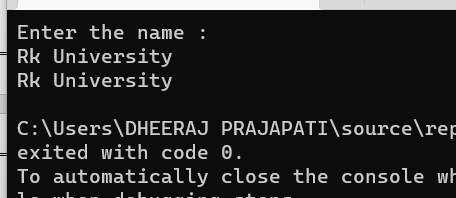 Enter the name :
Rk University
Rk University
C:\Users\DHEERAJ PRAJAPATI\source\rep
exited with code 0.
To automatically close the console wh
le when debugging stops